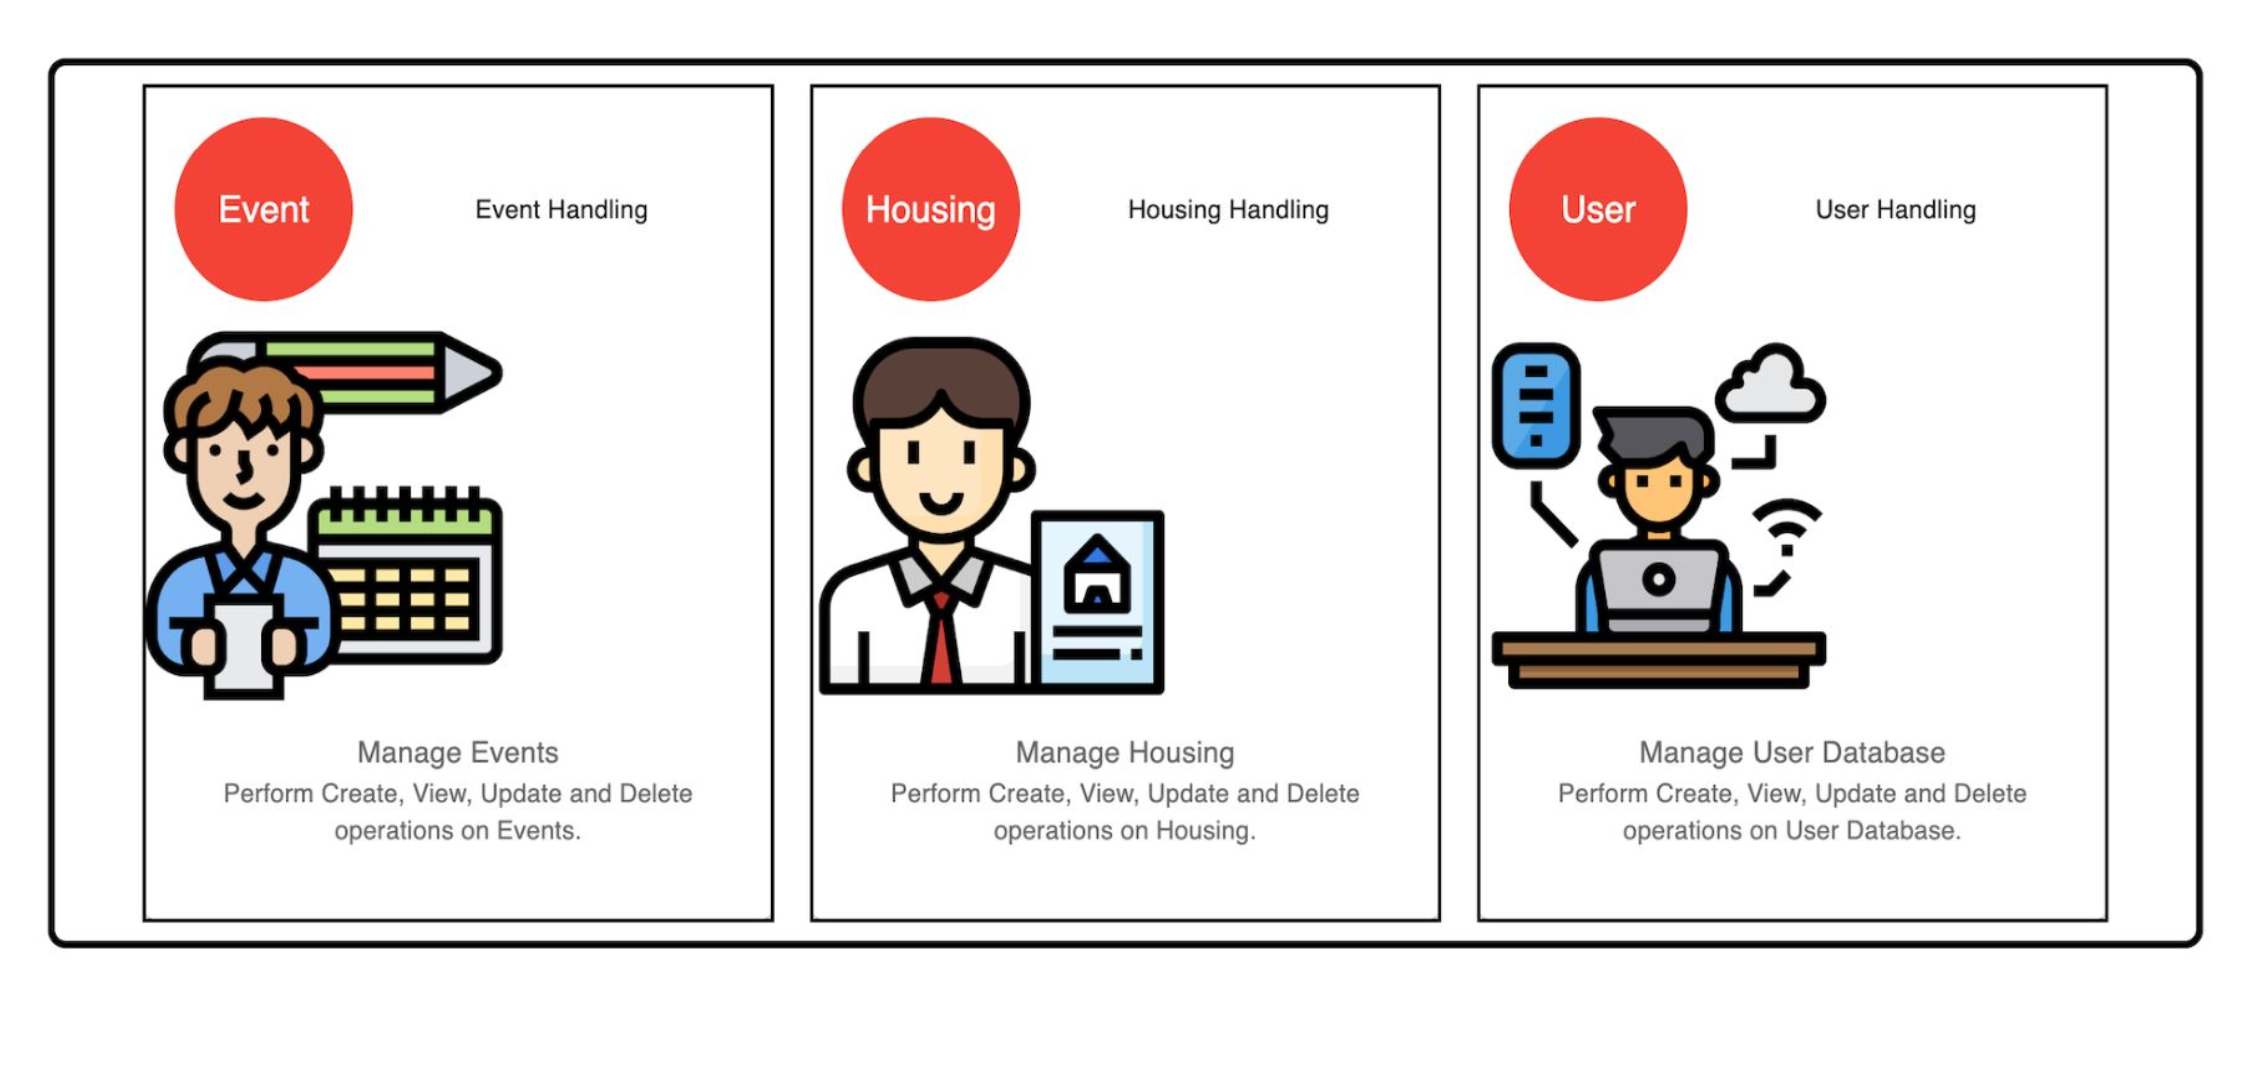 Event
Event Handling
Manage Events
Perform Create, View, Update and Delete
operations on Events.
Housing
Housing Handling
Manage Housing
Perform Create, View, Update and Delete
operations on Housing.
User
User Handling
Manage User Database
Perform Create, View, Update and Delete
operations on User Database.